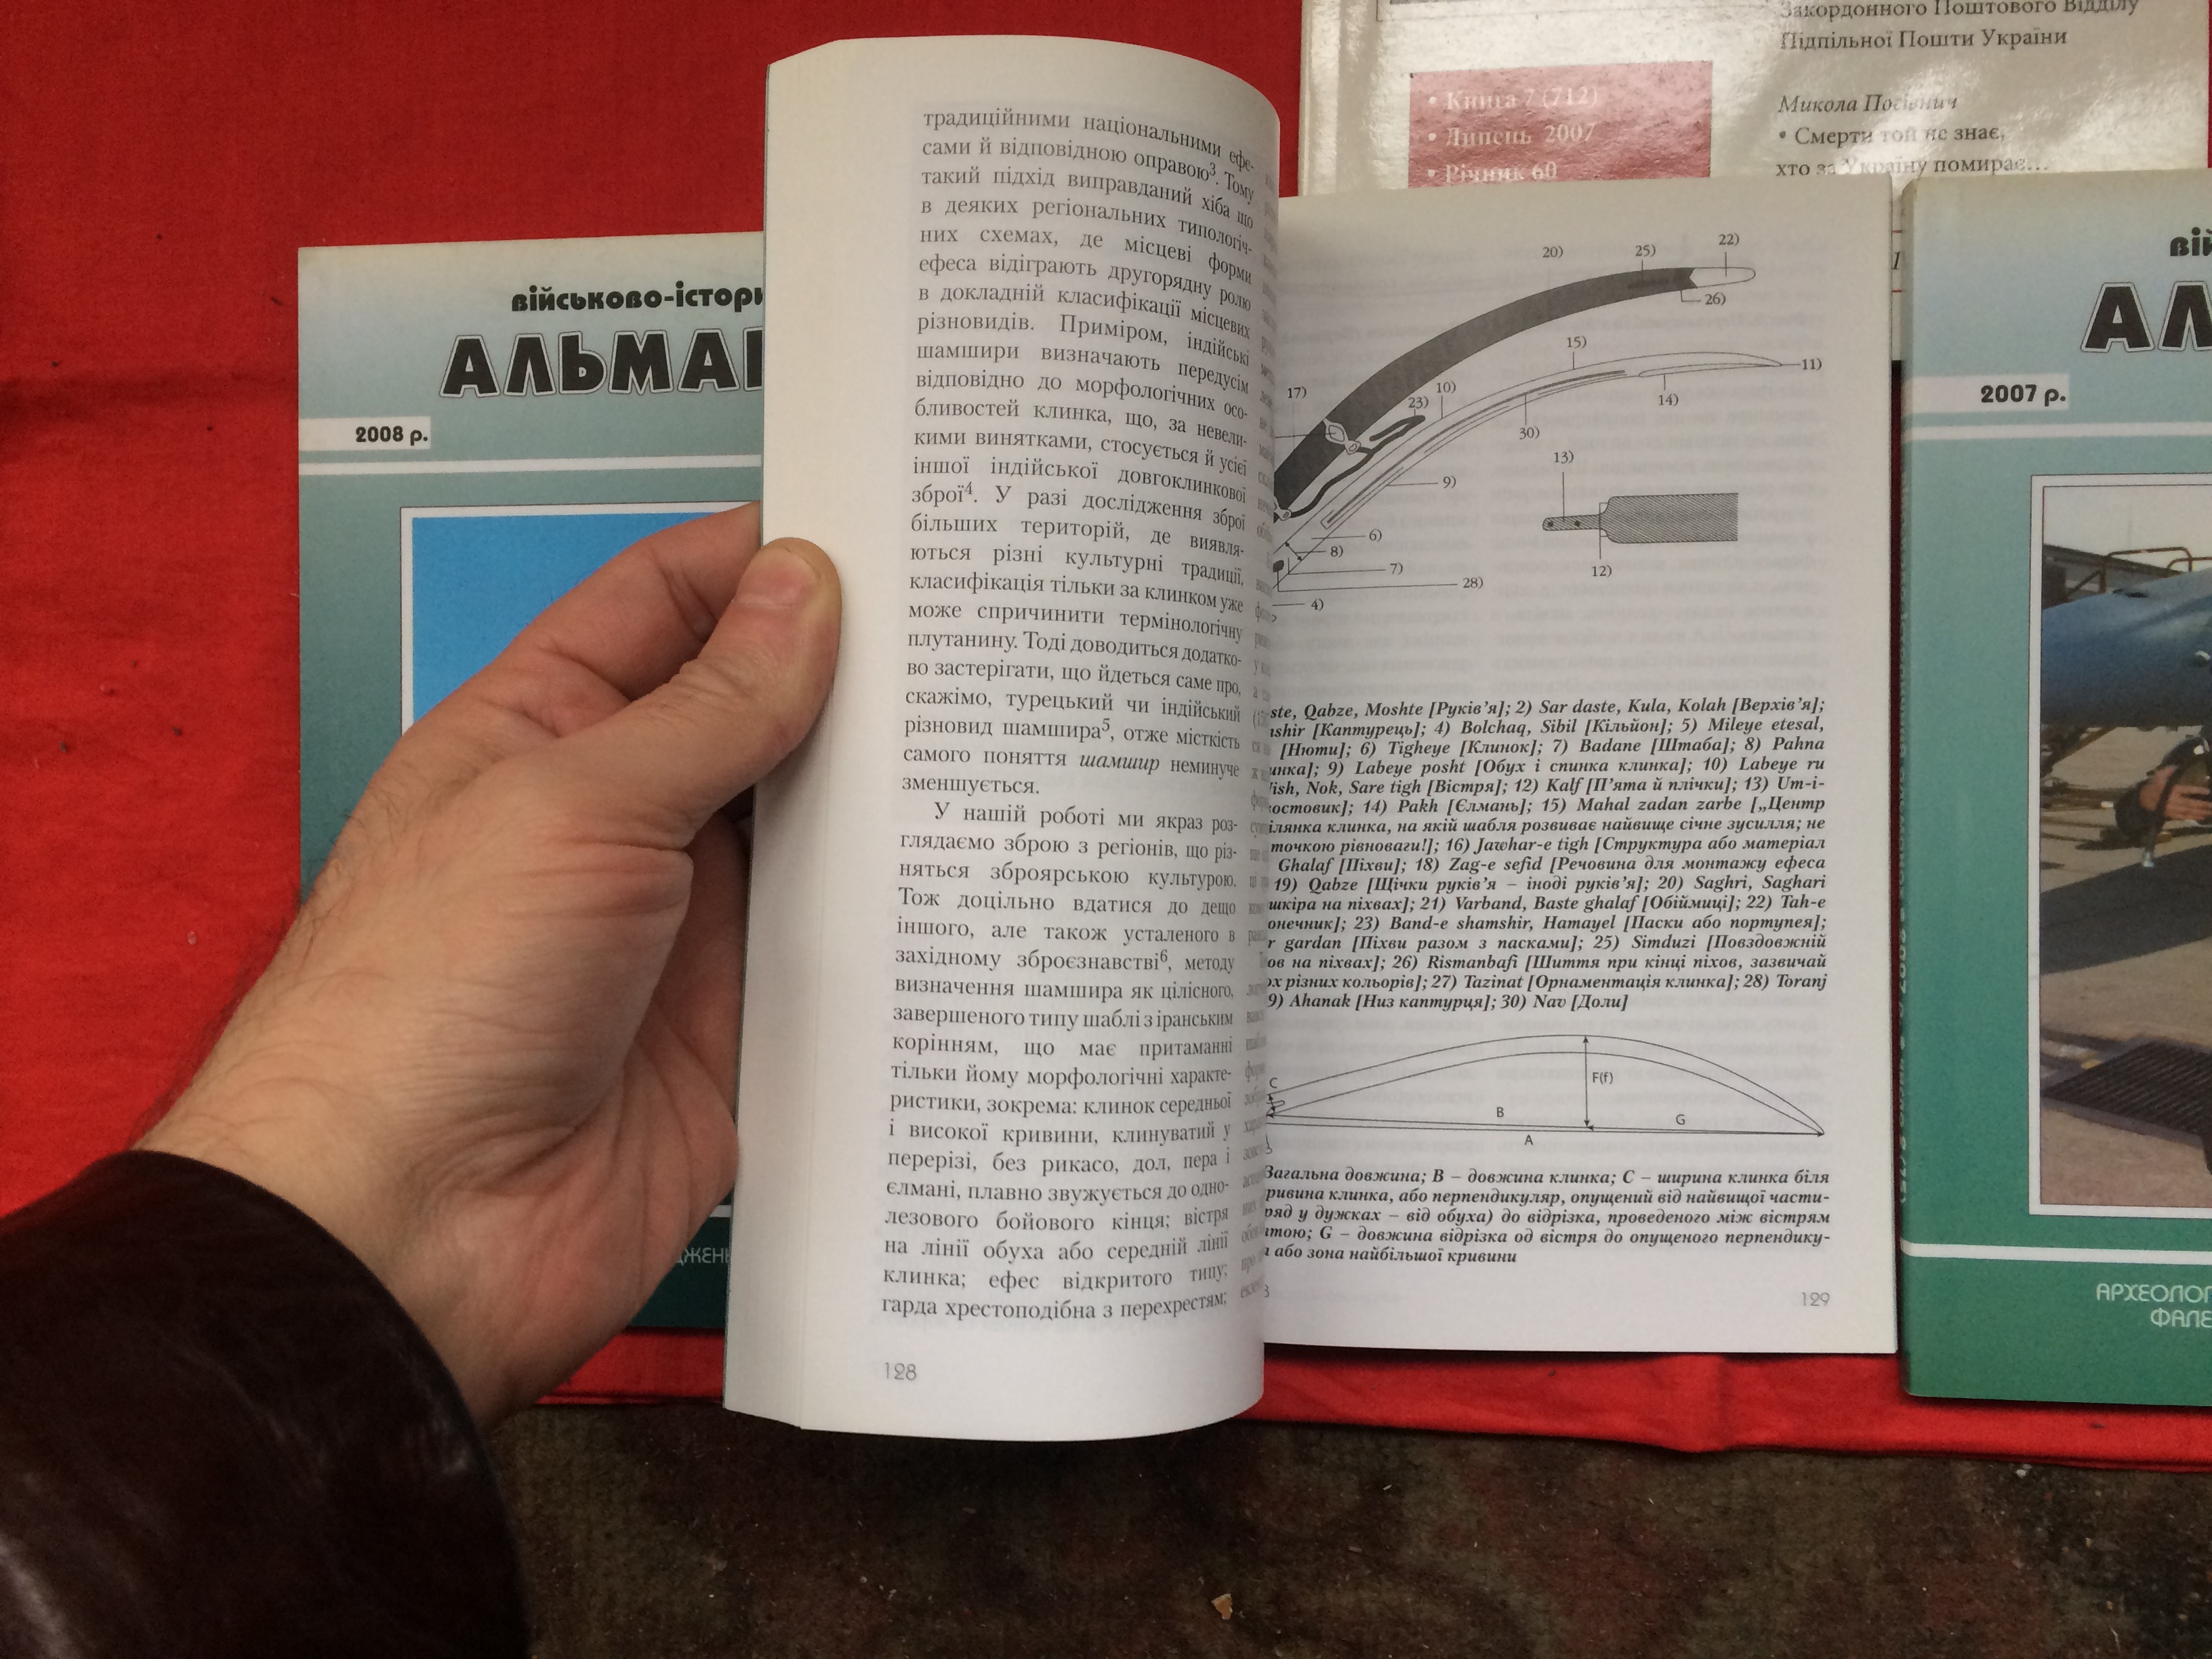 Закордонного Поштового Відділу
Підпільної Пошти України
• Книга 7 (712)
• Липень 2007
• Річник 60
Микола Посівнич
• Смерти той не знає,
хто за Україну помирає...
військово-істори
АЛЬМА
2008 р.
традиційними національними ефе-
сами й відповідною оправою3. Тому
такий підхід виправданий хіба що
в деяких регіональних типологіч-
них схемах, де місцеві форми
ефеса відіграють другорядну ролю
в докладній класифікації місцевих
різновидів. Приміром, індійські
шамшири визначають передусім
відповідно до морфологічних осо-
бливостей клинка, що, за невели-
кими винятками, стосується й усієї
іншої індійської довгоклинкової
зброї4. У разі дослідження зброї
більших територій, де виявля-
ються різні культурні традиції,
класифікація тільки за клинком уже
може спричинити термінологічну
плутанину. Тоді доводиться додатко-
во застерігати, що йдеться саме про,
скажімо, турецький чи індійський
різновид шамшира5, отже місткість
самого поняття шамшир неминуче
зменшується.
У нашій роботі ми якраз роз-
глядаємо зброю з регіонів, що різ-
няться зброярською культурою.
Тож доцільно вдатися до дещо
іншого, але також усталеного в
західному зброєзнавстві6, методу
визначення шамшира як цілісного,
завершеного типу шаблі з іранським
корінням, що має притаманні
тільки йому морфологічні характе-
ристики, зокрема: клинок середньої
і високої кривини, клинуватий у
перерізі, без рикасо, дол, пера і
єлмані, плавно звужується до одно-
лезового бойового кінця; вістря
на лінії обуха або середній лінії
клинка; ефес відкритого типу;
гарда хрестоподібна з перехрестям;
128
20)
25)
22)
26)
15)
11)
17)
23)
10)
14)
30)
13)
9)
6)
8)
12)
7)
28)
4)
ste, Qabze, Moshte [Руків’я]; 2) Sar daste, Kula, Kolah [Верхів’я];
shir [Каптурець]; 4) Bolchaq, Sibil [Кільйон]; 5) Mileye etesal,
[Нюти]; 6) Tigheye [Клинок]; 7) Badane [Штаба]; 8) Pahna
инка]; 9) Labeye posht [Обух і спинка клинка]; 10) Labeye ru
ish, Nok, Sare tigh [Вістря]; 12) Kalf [П’ята й плічки]; 13) Um-i-
остовик]; 14) Pakh [Єлмань]; 15) Mahal zadan zarbe [„Центр
ілянка клинка, на якій шабля розвиває найвище січне зусилля; не
точкою рівноваги!]; 16) Jawhar-e tigh [Структура або матеріал
Ghalaf [Піхви]; 18) Zag-e sefid [Речовина для монтажу ефеса
19) Qabze [Щічки руків’я – іноді руків’я]; 20) Saghri, Saghari
шкіра на піхвах]; 21) Varband, Baste ghalaf [Обіймиці]; 22) Tah-e
онечник]; 23) Band-e shamshir, Hamayel [Паски або портупея];
r gardan [Піхви разом з пасками]; 25) Simduzi [Повздовжній
ов на піхвах]; 26) Rismanbafi [Шиття при кінці піхов, зазвичай
ох різних кольорів]; 27) Tazinat [Орнаментація клинка]; 28) Toranj
9) Ahanak [Низ каптурця]; 30) Nav [Доли]
C
F(f)
B
G
A
Загальна довжина; B – довжина клинка; C – ширина клинка біля
ривина клинка, або перпендикуляр, опущений від найвищої части-
ряд у дужках – від обуха) до відрізка, проведеного між вістрям
тою; G – довжина відрізка од вістря до опущеного перпендику-
або зона найбільшої кривини
129
вій
АЛ
2007 р.
АРХЕОЛОГ
ФАЛЕ